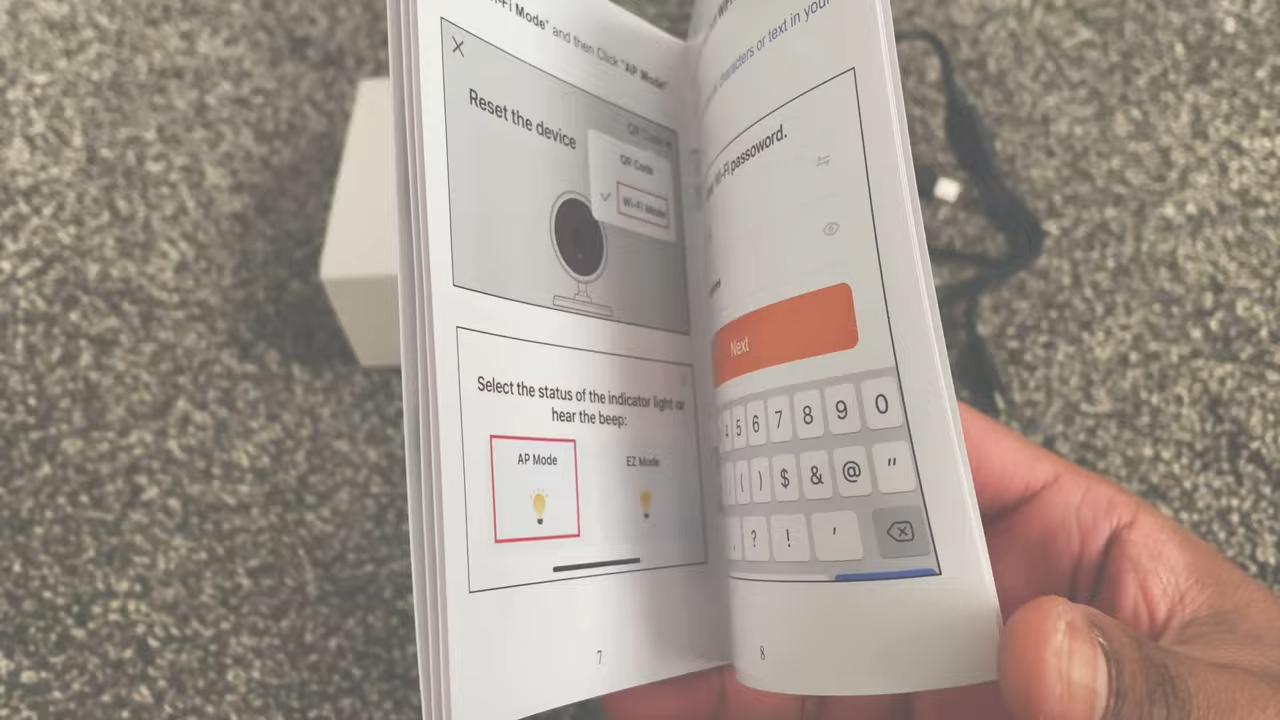 -Fi Mode" and then Click "AP Mode"
Reset the device
QR Code
Wi-Fi Mode
Select the status of the indicator light or
hear the beep:
AP Mode
EZ Mode
7
characters or text in your
Wi-Fi passoword.
Next
4 5 6 7 8 9 0
( ) $ & @ "
. ? ! '
8